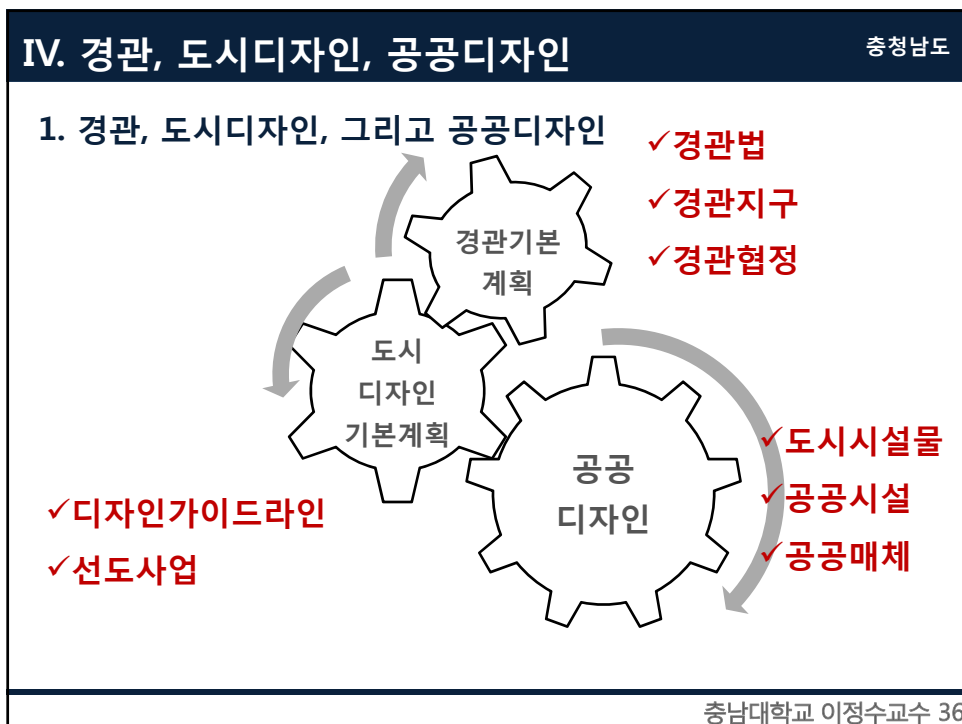 IV. 경관, 도시디자인, 공공디자인
충청남도
1. 경관, 도시디자인, 그리고 공공디자인
✓경관법
✓경관지구
✓경관협정
경관기본
계획
도시
디자인
기본계획
공공
디자인
✓도시시설물
✓공공시설
✓공공매체
✓디자인가이드라인
✓선도사업
충남대학교 이정수교수 36